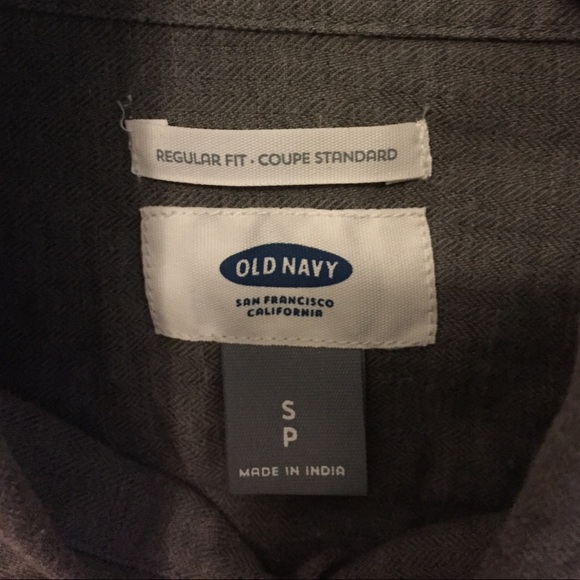 REGULAR FIT · COUPE STANDARD
OLD NAVY
SAN FRANCISCO
CALIFORNIA
S
P
MADE IN INDIA